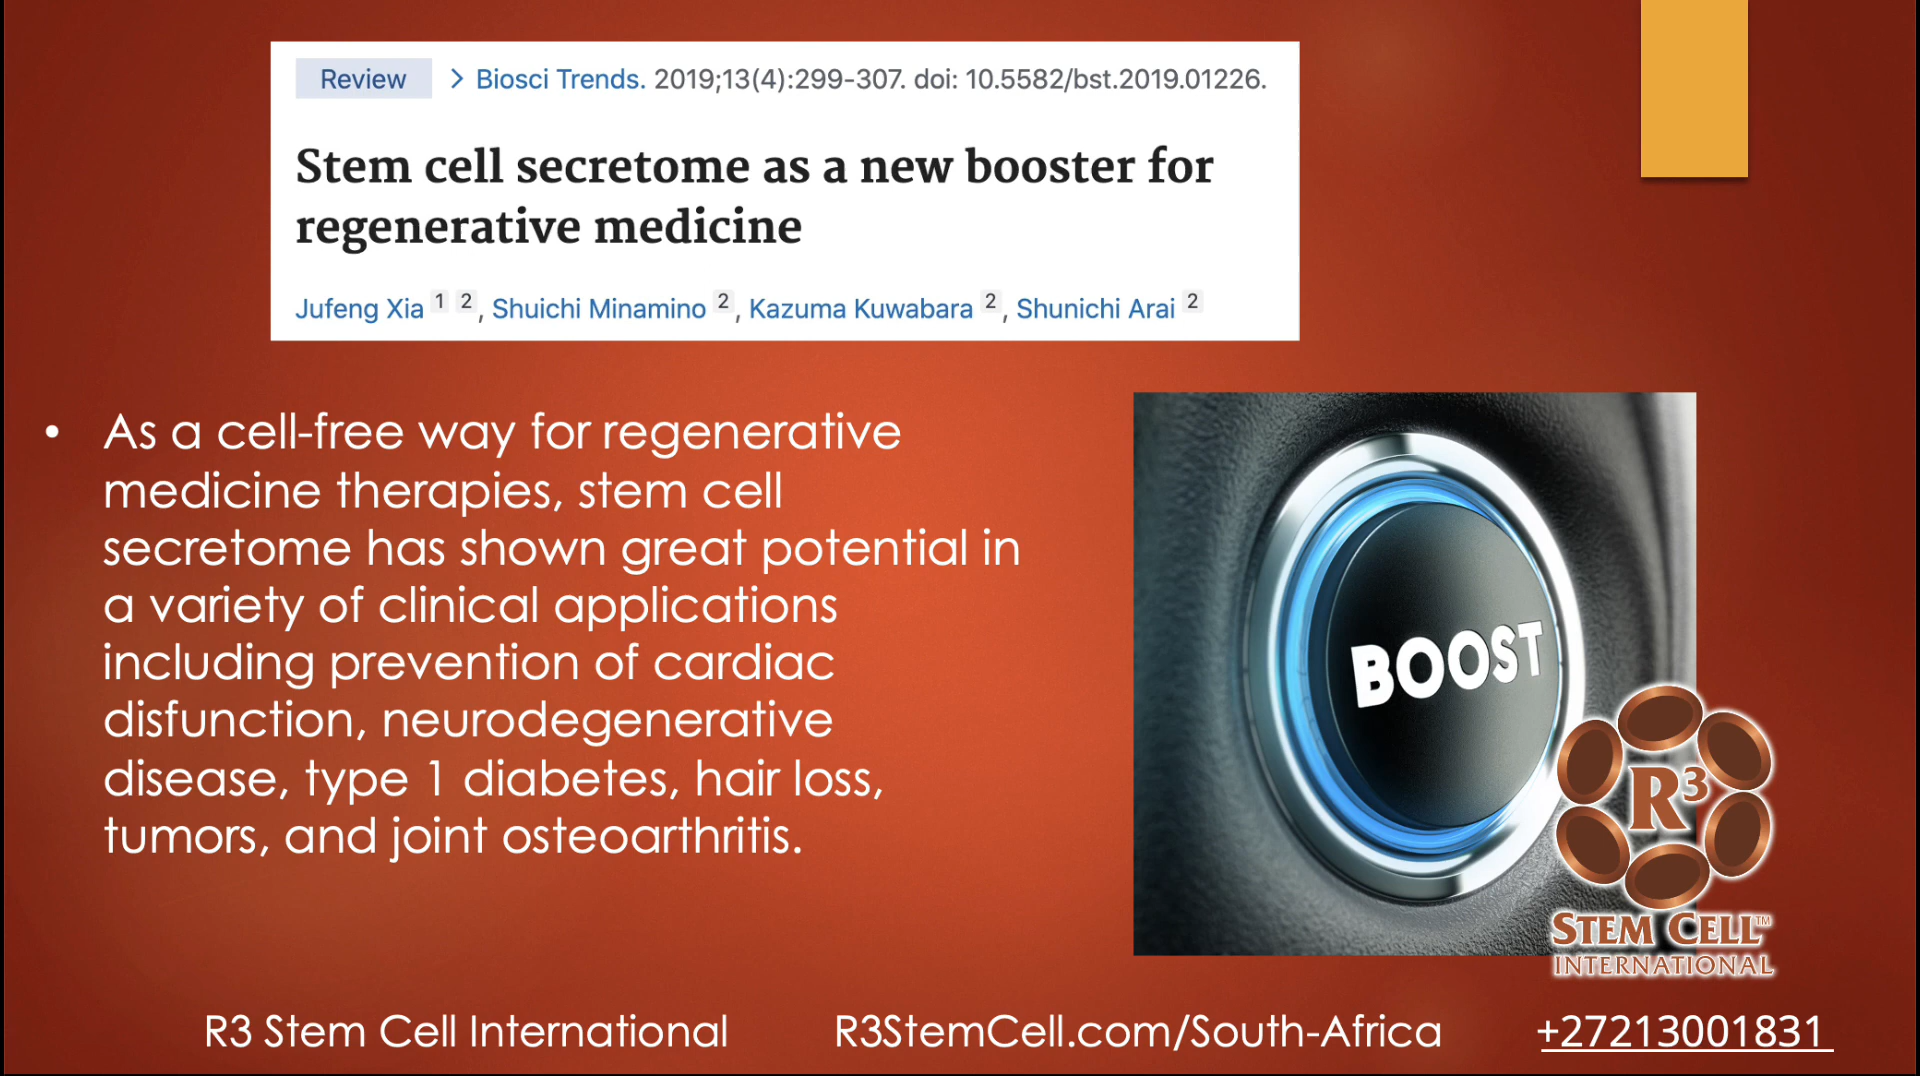 Review > Biosci Trends. 2019;13(4):299-307. doi: 10.5582/bst.2019.01226.
Stem cell secretome as a new booster for
regenerative medicine
Jufeng Xia 1 2, Shuichi Minamino 2, Kazuma Kuwabara 2, Shunichi Arai 2
• As a cell-free way for regenerative
medicine therapies, stem cell
secretome has shown great potential in
a variety of clinical applications
including prevention of cardiac
disfunction, neurodegenerative
disease, type 1 diabetes, hair loss,
tumors, and joint osteoarthritis.
BOOST
R3
STEM CELL™
INTERNATIONAL
R3 Stem Cell International
R3StemCell.com/South-Africa
+27213001831